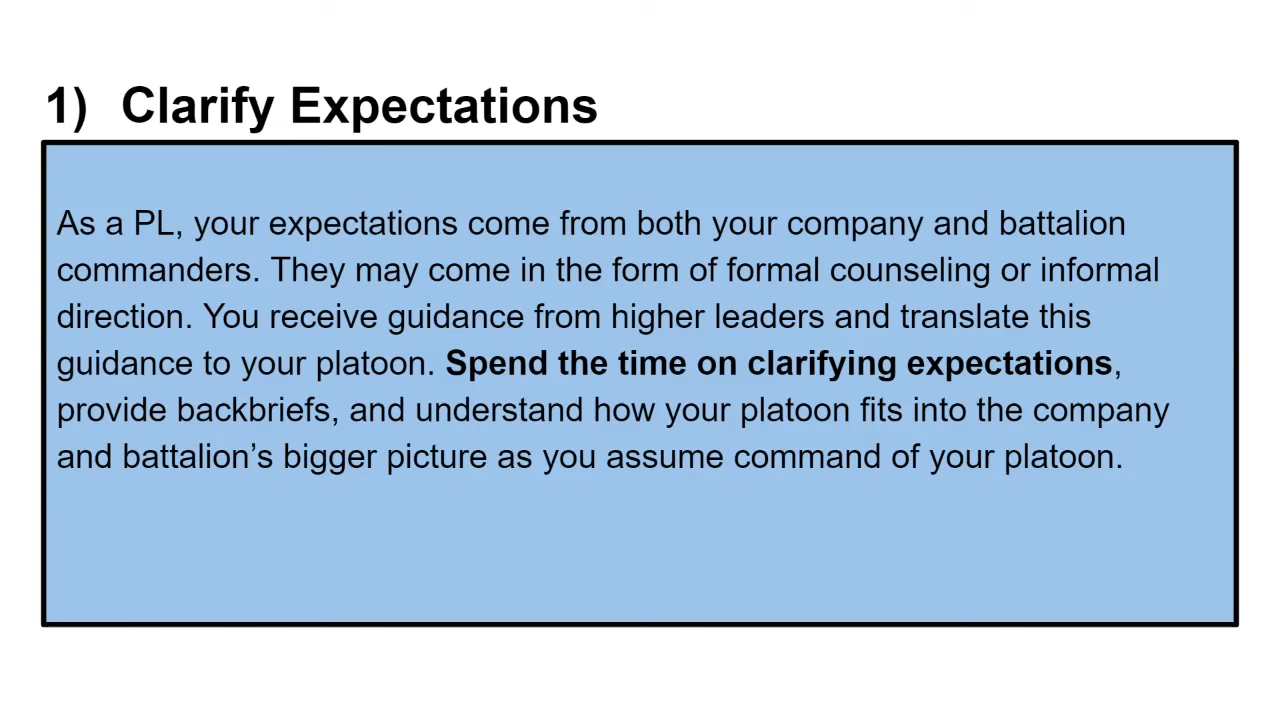 1) Clarify Expectations
As a PL, your expectations come from both your company and battalion
commanders. They may come in the form of formal counseling or informal
direction. You receive guidance from higher leaders and translate this
guidance to your platoon. Spend the time on clarifying expectations,
provide backbriefs, and understand how your platoon fits into the company
and battalion’s bigger picture as you assume command of your platoon.